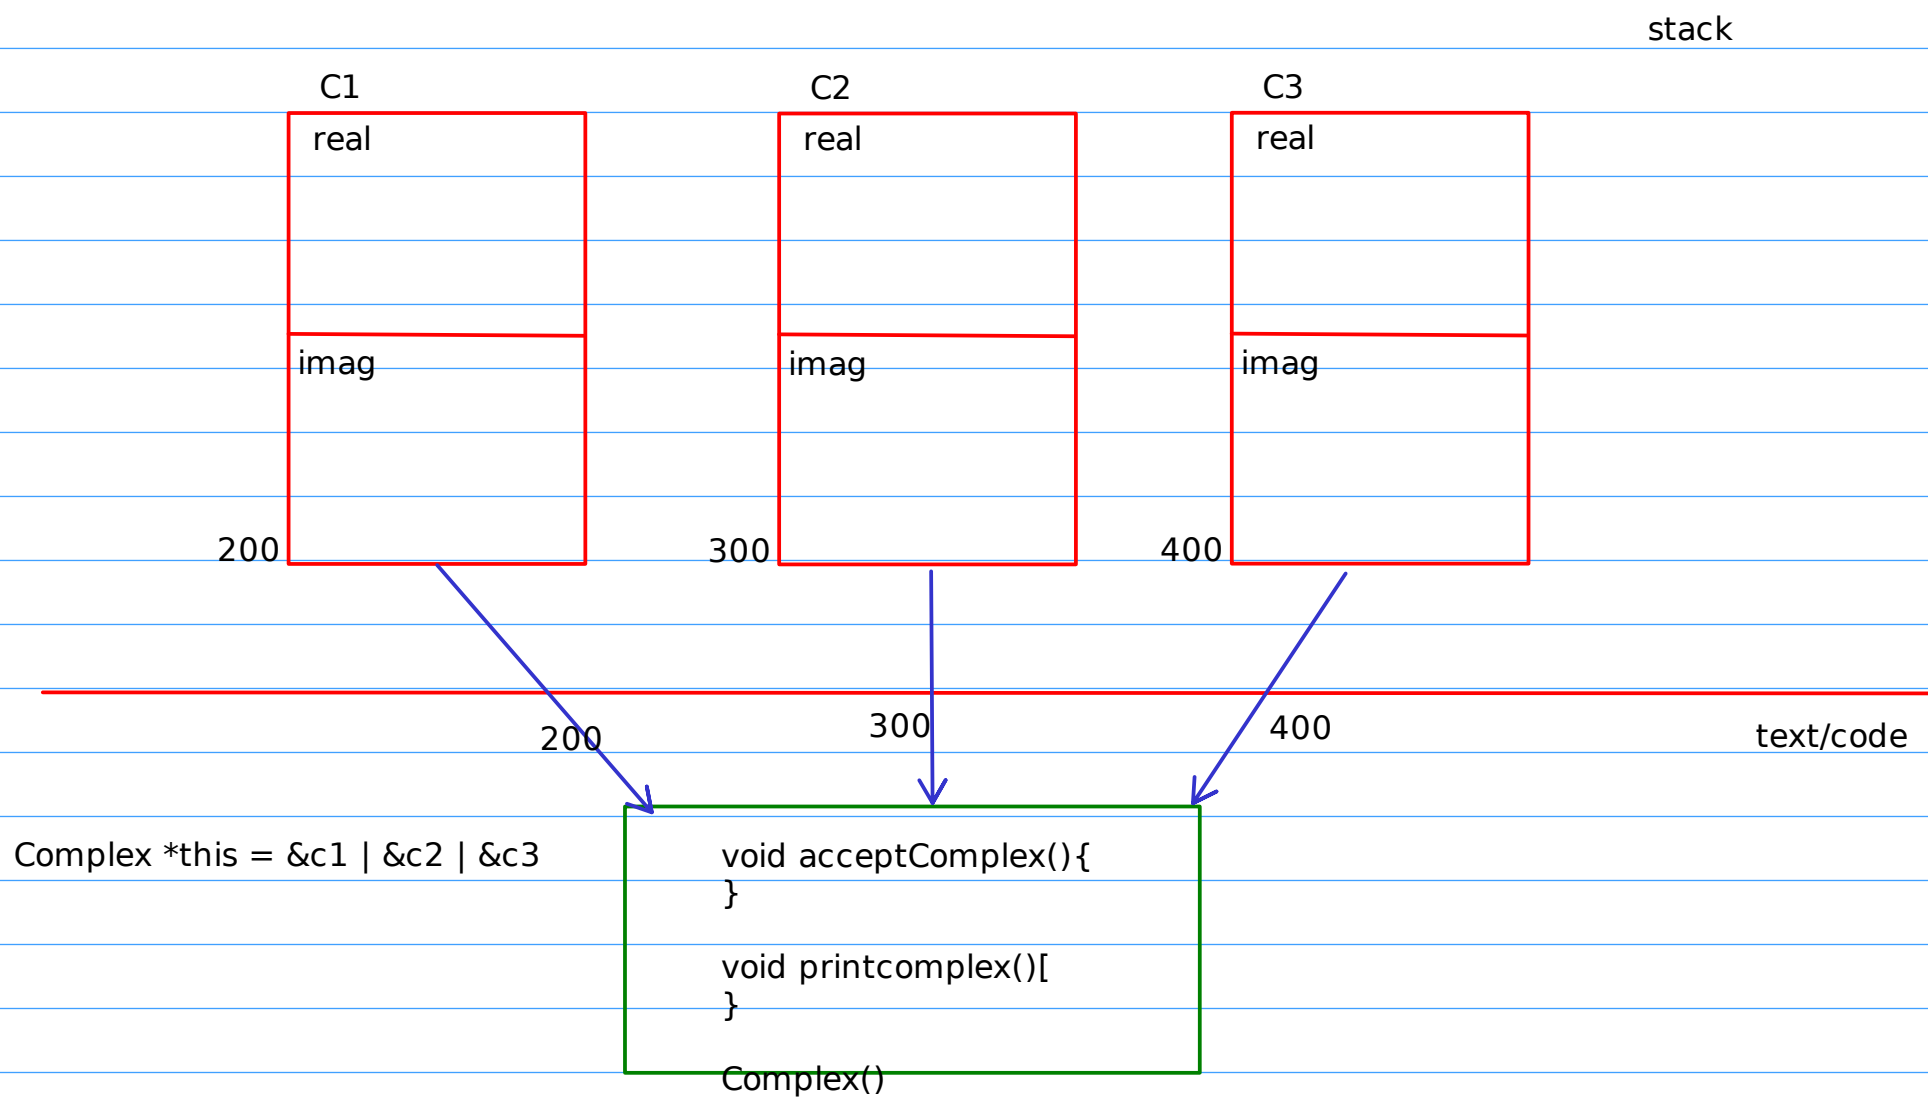 stack
C1
C2
C3
real
real
real
imag
imag
imag
200
300
400
200
300
400
text/code
Complex *this = &c1 | &c2 | &c3
void acceptComplex(){
}
void printcomplex()[
}
Complex()